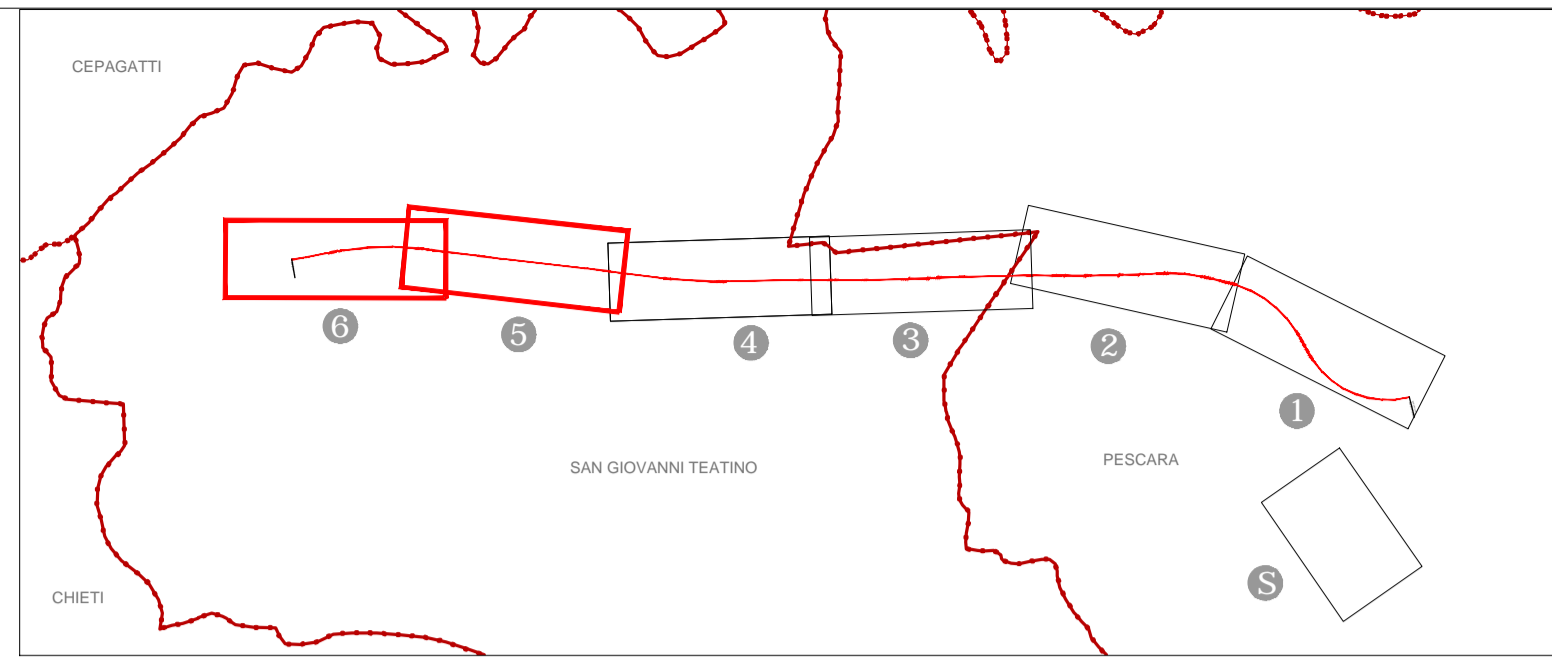 CEPAGATTI
6
5
4
3
2
1
SAN GIOVANNI TEATINO
PESCARA
S
CHIETI